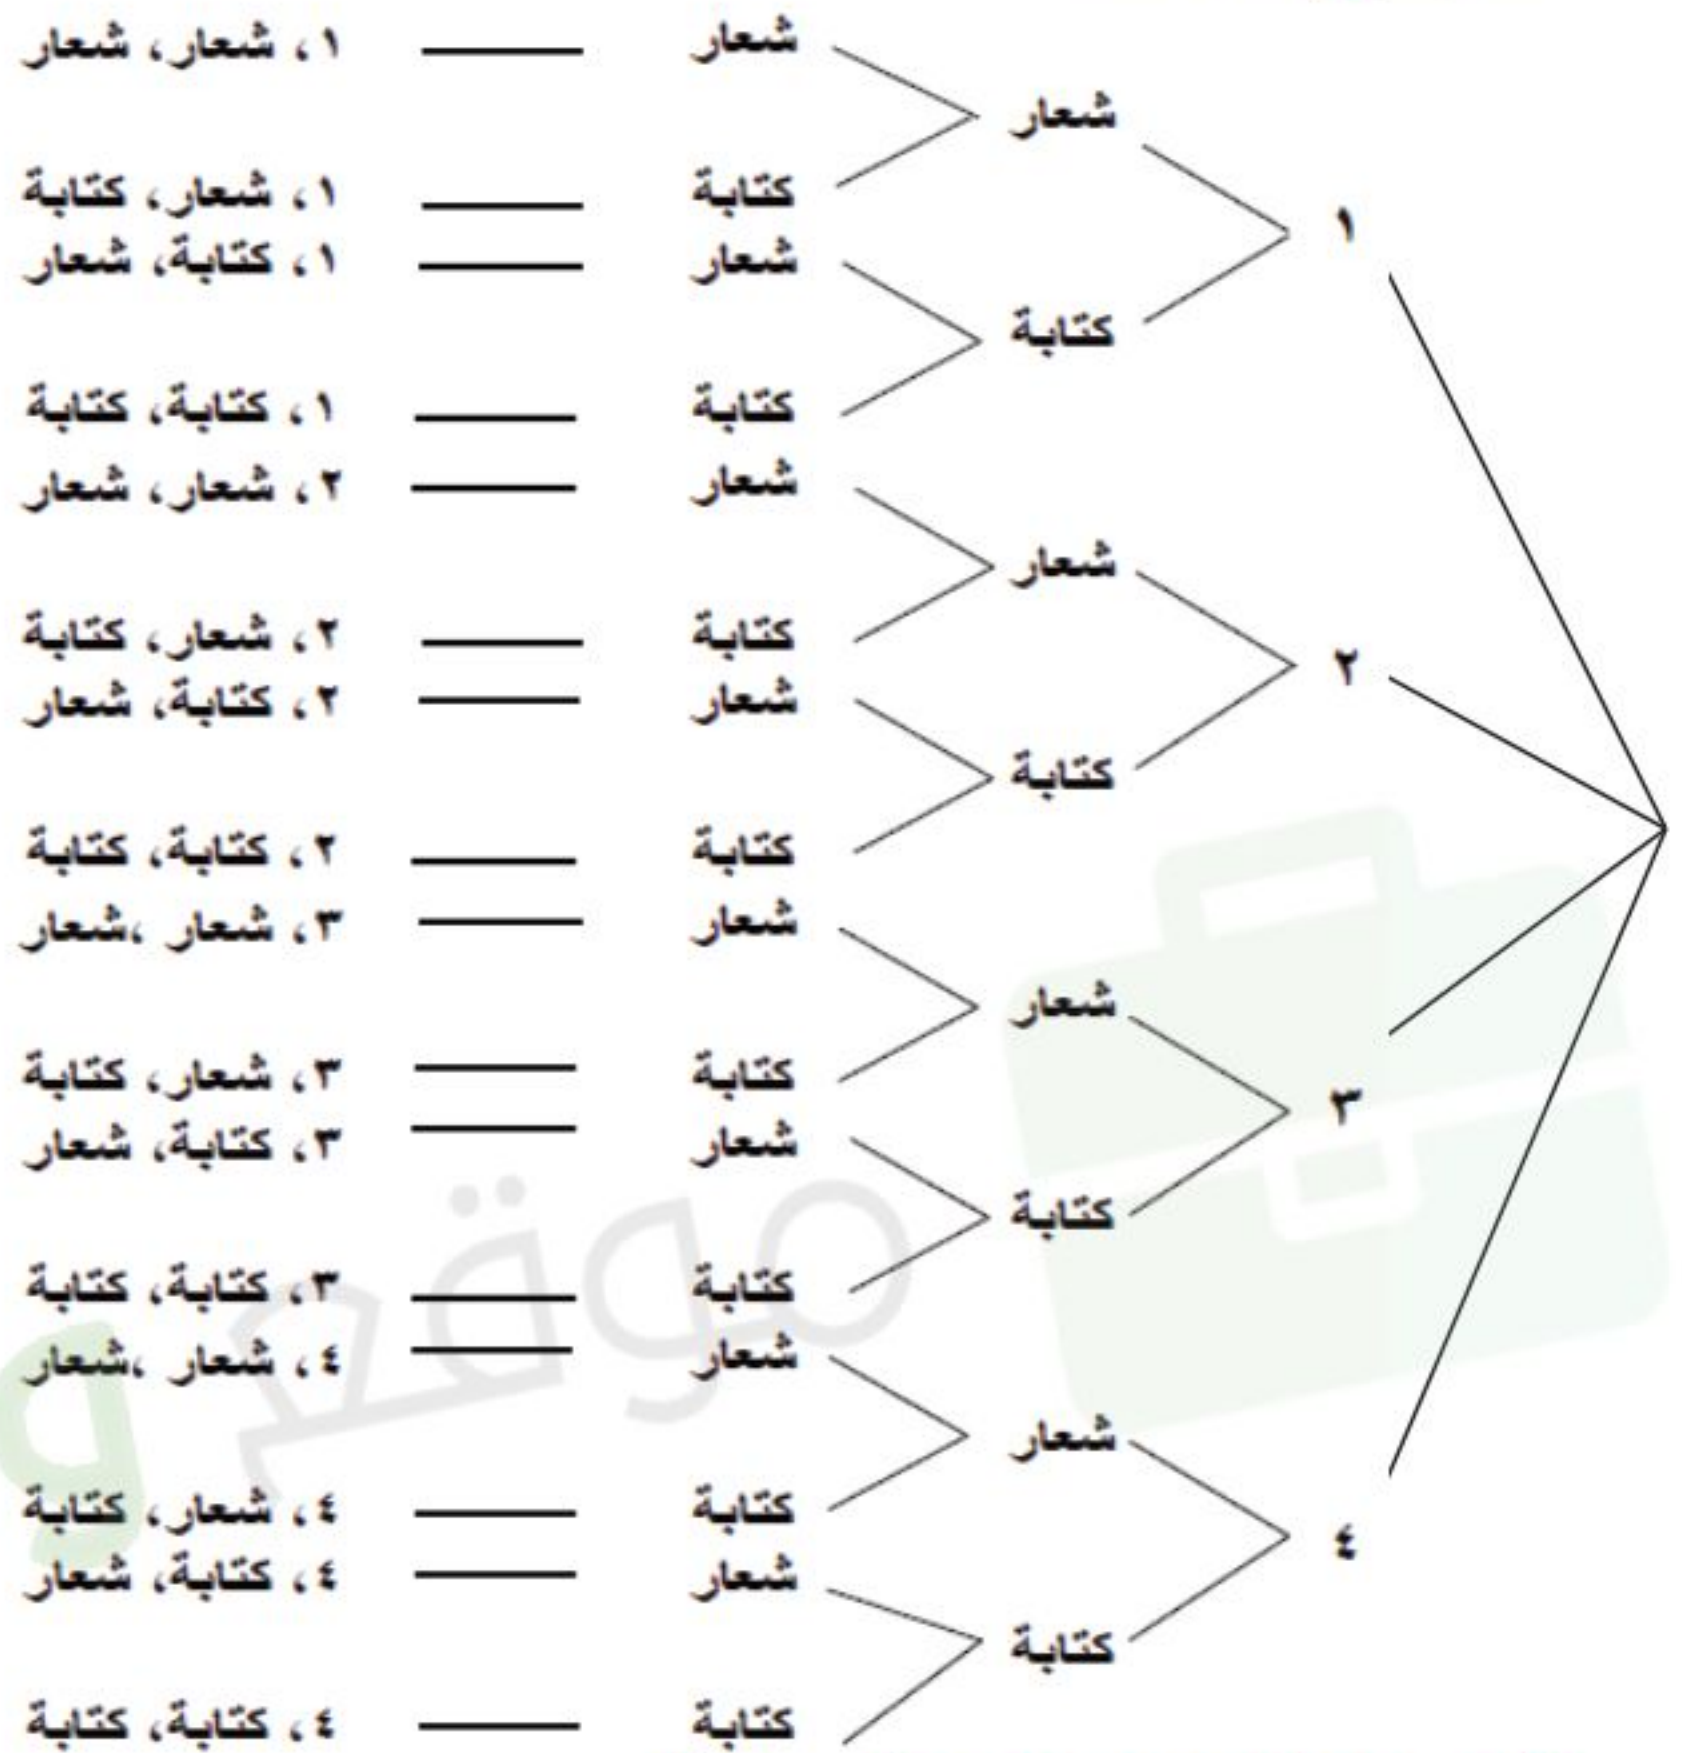 شعار ١، شعار، شعار
شعار
كتابة ١، شعار، كتابة
١
شعار ١، كتابة، شعار
كتابة
كتابة ١، كتابة، كتابة
شعار ٢، شعار، شعار
شعار
كتابة ٢، شعار، كتابة
٢
شعار ٢، كتابة، شعار
كتابة
كتابة ٢، كتابة، كتابة
شعار ٣، شعار ،شعار
شعار
كتابة ٣، شعار، كتابة
٣
شعار ٣، كتابة، شعار
كتابة
كتابة ٣، كتابة، كتابة
شعار ٤، شعار ،شعار
شعار
كتابة ٤، شعار، كتابة
٤
شعار ٤، كتابة، شعار
كتابة
كتابة ٤، كتابة، كتابة
موقع و